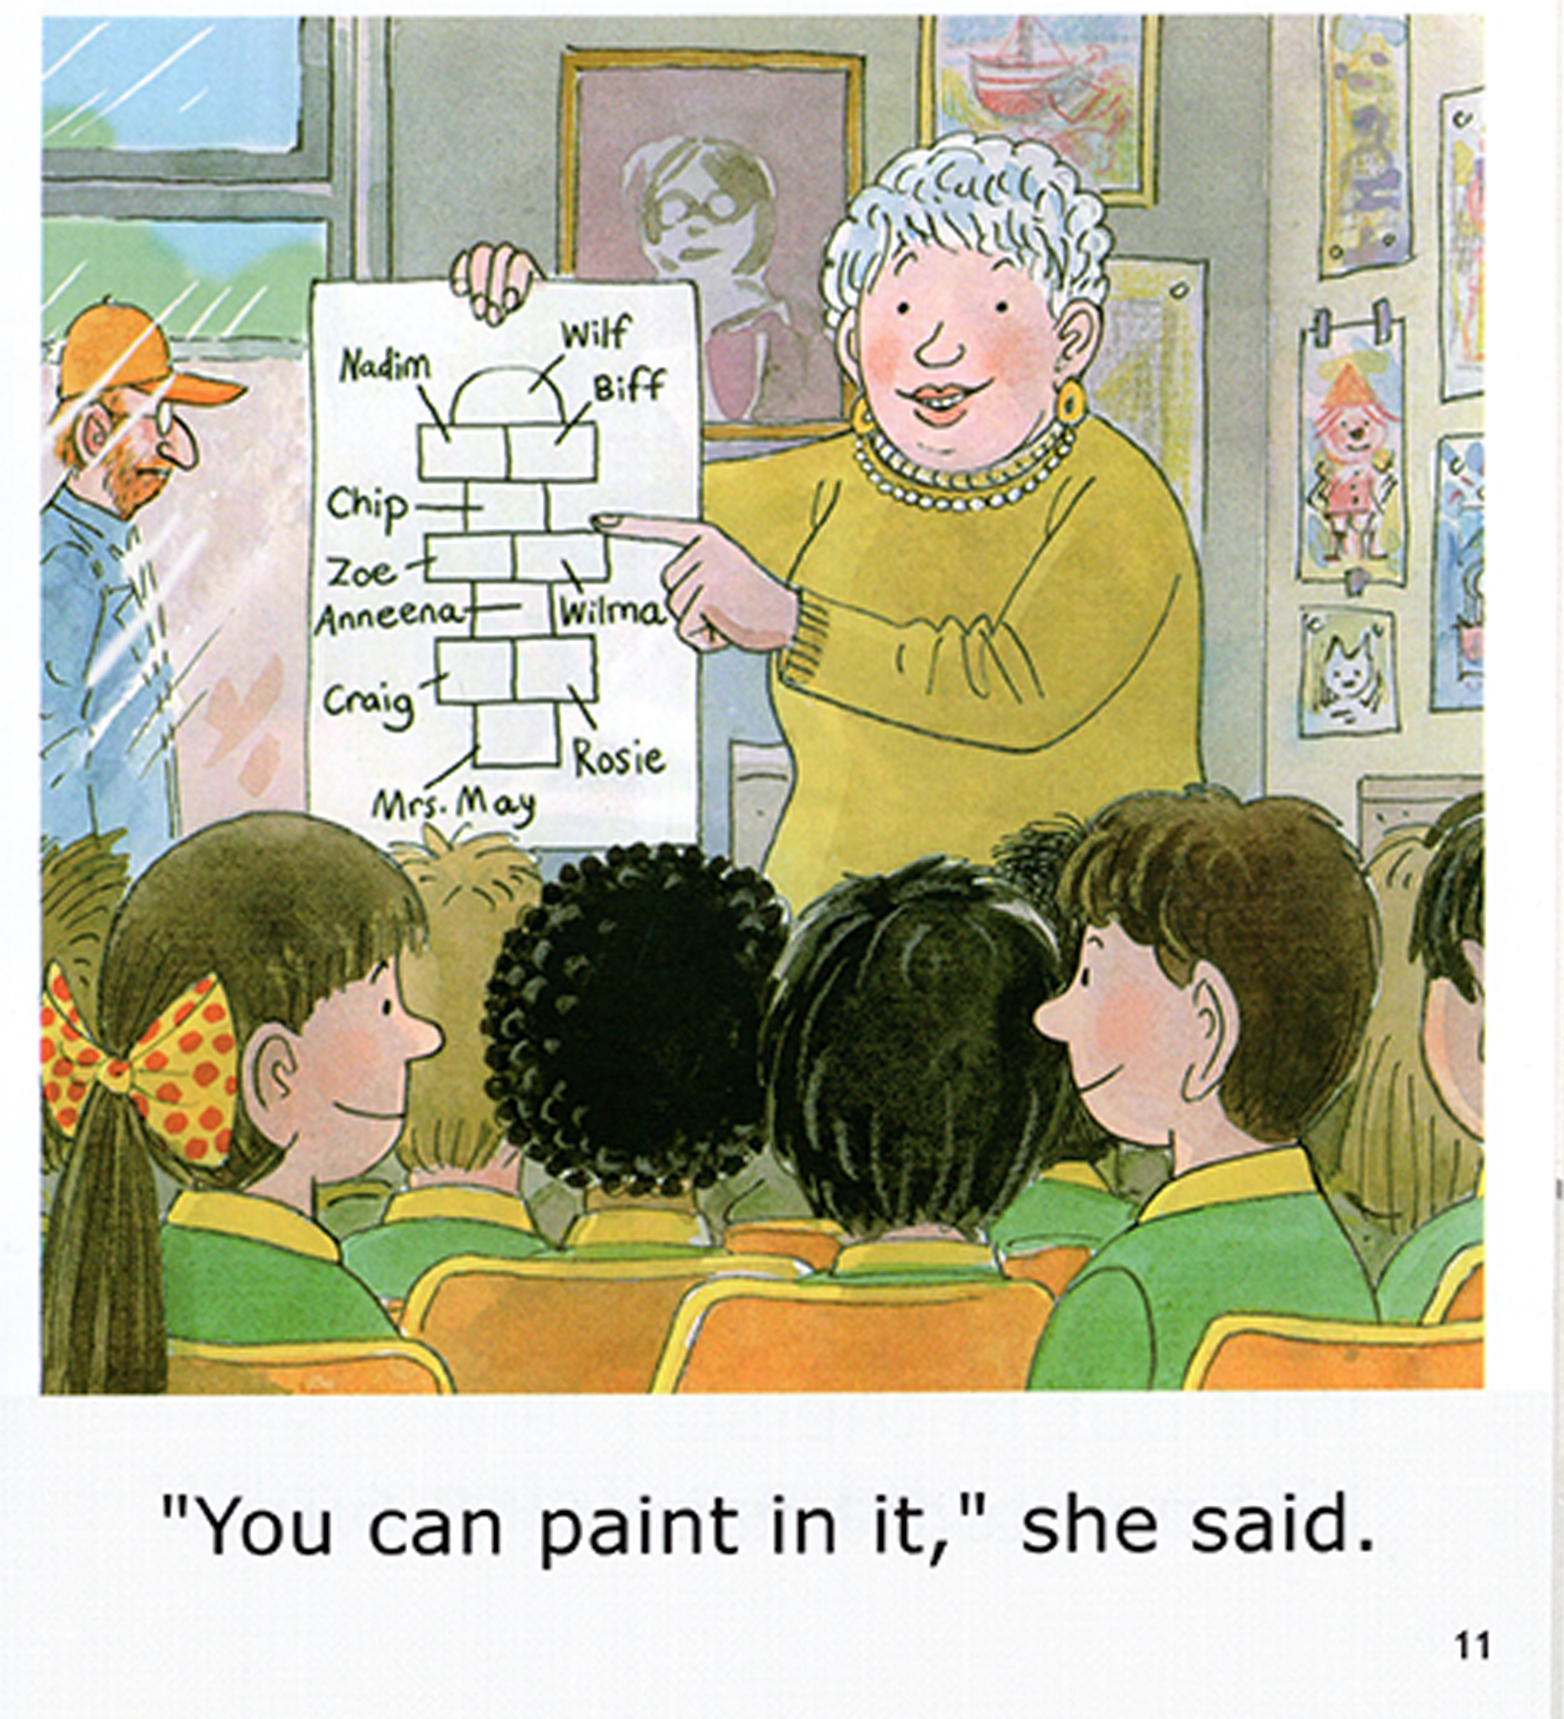 Wilf
Nadim
Biff
Chip
Zoe
Wilma
Anneena
Craig
Rosie
Mrs. May
"You can paint in it," she said.
11